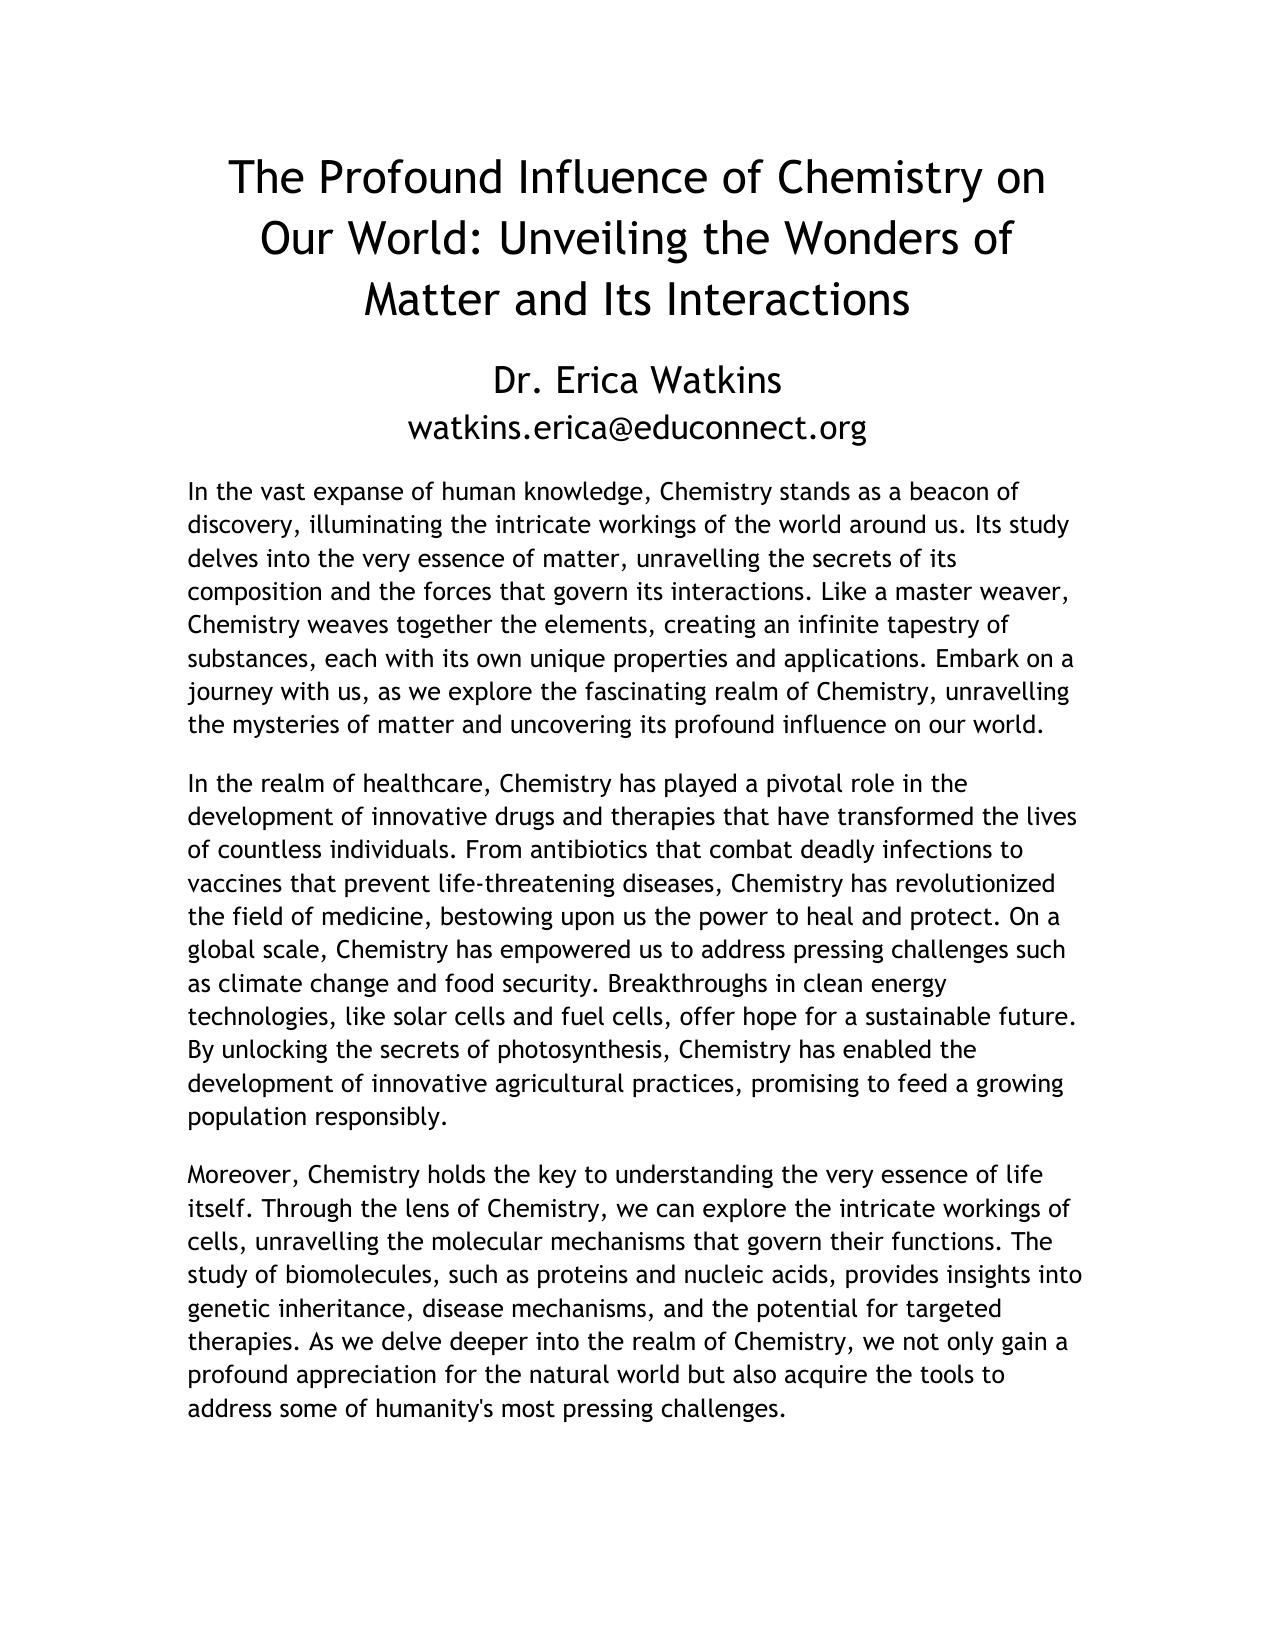 The Profound Influence of Chemistry on
Our World: Unveiling the Wonders of
Matter and Its Interactions
Dr. Erica Watkins
watkins.erica@educonnect.org
In the vast expanse of human knowledge, Chemistry stands as a beacon of
discovery, illuminating the intricate workings of the world around us. Its study
delves into the very essence of matter, unravelling the secrets of its
composition and the forces that govern its interactions. Like a master weaver,
Chemistry weaves together the elements, creating an infinite tapestry of
substances, each with its own unique properties and applications. Embark on a
journey with us, as we explore the fascinating realm of Chemistry, unravelling
the mysteries of matter and uncovering its profound influence on our world.
In the realm of healthcare, Chemistry has played a pivotal role in the
development of innovative drugs and therapies that have transformed the lives
of countless individuals. From antibiotics that combat deadly infections to
vaccines that prevent life-threatening diseases, Chemistry has revolutionized
the field of medicine, bestowing upon us the power to heal and protect. On a
global scale, Chemistry has empowered us to address pressing challenges such
as climate change and food security. Breakthroughs in clean energy
technologies, like solar cells and fuel cells, offer hope for a sustainable future.
By unlocking the secrets of photosynthesis, Chemistry has enabled the
development of innovative agricultural practices, promising to feed a growing
population responsibly.
Moreover, Chemistry holds the key to understanding the very essence of life
itself. Through the lens of Chemistry, we can explore the intricate workings of
cells, unravelling the molecular mechanisms that govern their functions. The
study of biomolecules, such as proteins and nucleic acids, provides insights into
genetic inheritance, disease mechanisms, and the potential for targeted
therapies. As we delve deeper into the realm of Chemistry, we not only gain a
profound appreciation for the natural world but also acquire the tools to
address some of humanity's most pressing challenges.